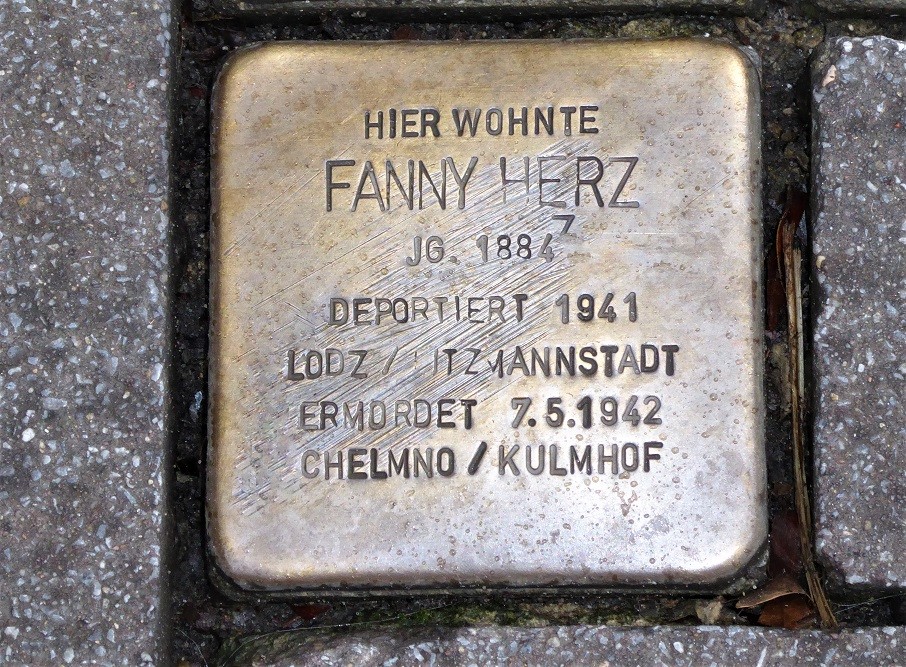 HIER WOHNTE
FANNY HERZ
JG. 1884
DEPORTIERT 1941
LODZ / LITZMANNSTADT
ERMORDET 7.5.1942
CHELMNO / KULMHOF